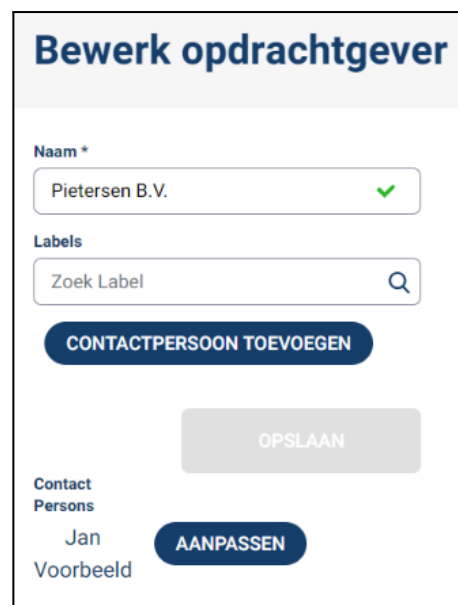 Bewerk opdrachtgever
Naam *
Pietersen B.V.
Labels
Zoek Label
CONTACTPERSOON TOEVOEGEN
OPSLAAN
Contact
Persons
Jan
Voorbeeld
AANPASSEN